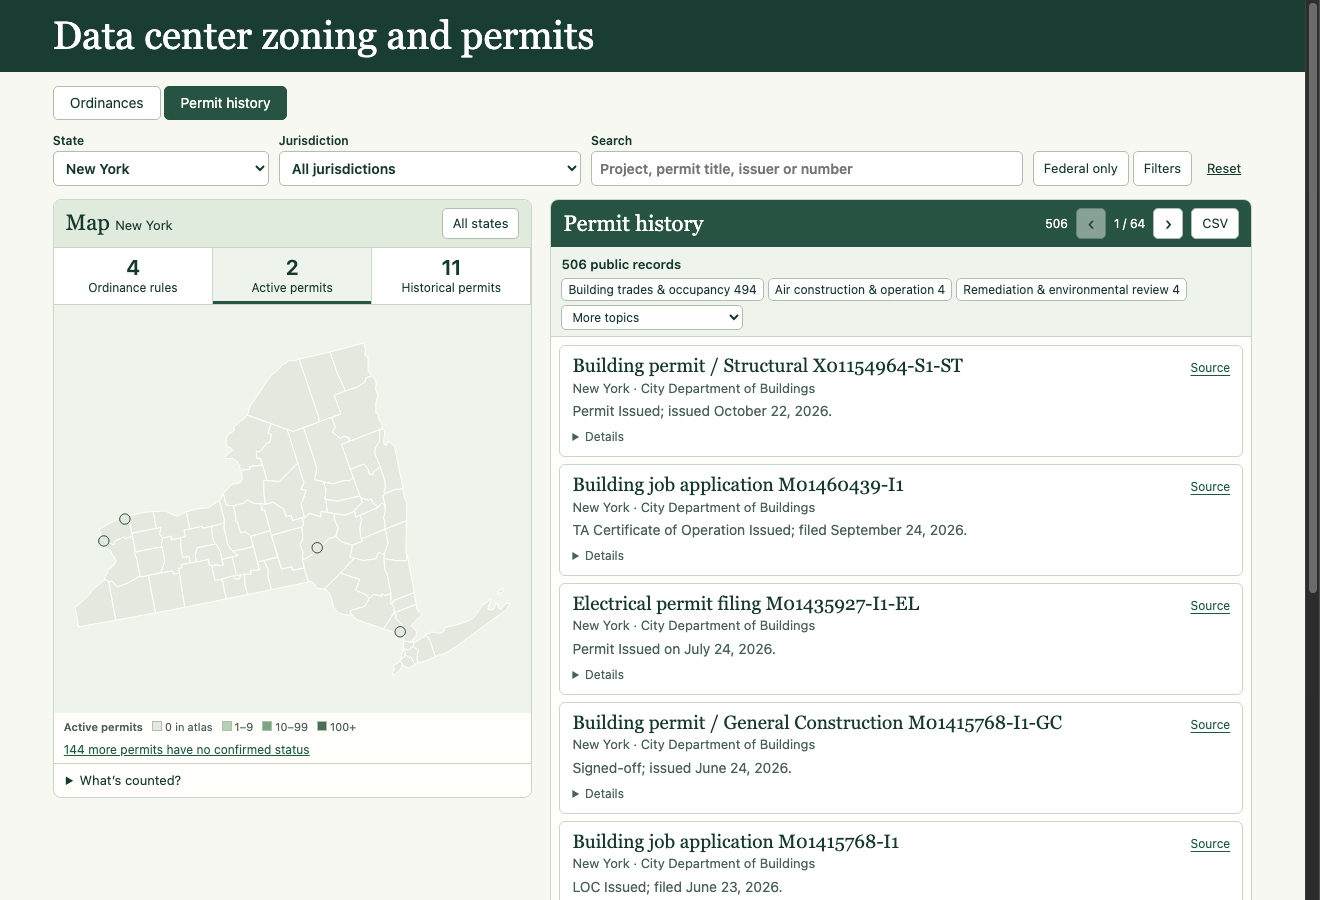 Data center zoning and permits
Ordinances
Permit history
State
Jurisdiction
Search
New York
All jurisdictions
Project, permit title, issuer or number
Federal only
Filters
Reset
Map New York
All states
4
Ordinance rules
2
Active permits
11
Historical permits
Active permits
0 in atlas
1–9
10–99
100+
144 more permits have no confirmed status
What's counted?
Permit history
506
1 / 64
CSV
506 public records
Building trades & occupancy 494
Air construction & operation 4
Remediation & environmental review 4
More topics
Building permit / Structural X01154964-S1-ST
Source
New York · City Department of Buildings
Permit Issued; issued October 22, 2026.
Details
Building job application M01460439-I1
Source
New York · City Department of Buildings
TA Certificate of Operation Issued; filed September 24, 2026.
Details
Electrical permit filing M01435927-I1-EL
Source
New York · City Department of Buildings
Permit Issued on July 24, 2026.
Details
Building permit / General Construction M01415768-I1-GC
Source
New York · City Department of Buildings
Signed-off; issued June 24, 2026.
Details
Building job application M01415768-I1
Source
New York · City Department of Buildings
LOC Issued; filed June 23, 2026.